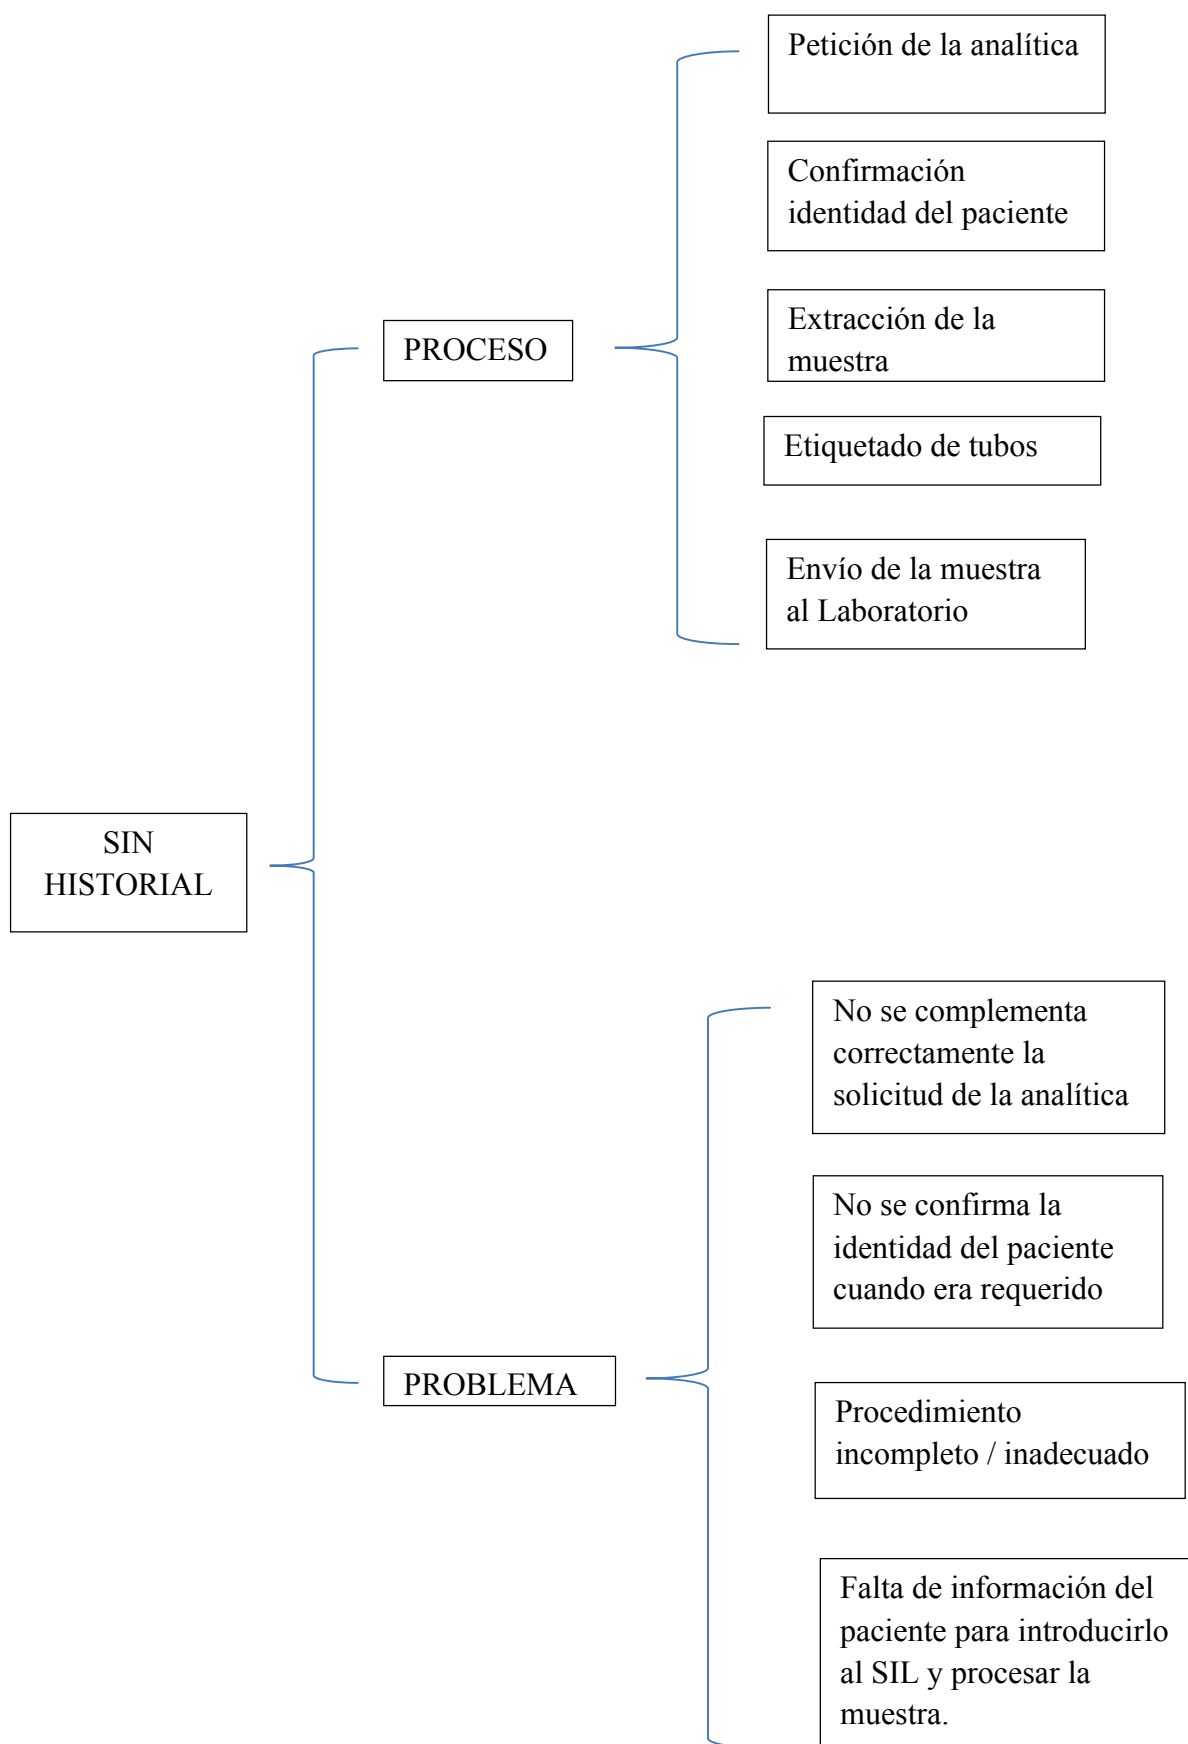 Petición de la analítica
Confirmación
identidad del paciente
Extracción de la
muestra
PROCESO
Etiquetado de tubos
Envío de la muestra
al Laboratorio
SIN
HISTORIAL
No se complementa
correctamente la
solicitud de la analítica
No se confirma la
identidad del paciente
cuando era requerido
PROBLEMA
Procedimiento
incompleto / inadecuado
Falta de información del
paciente para introducirlo
al SIL y procesar la
muestra.